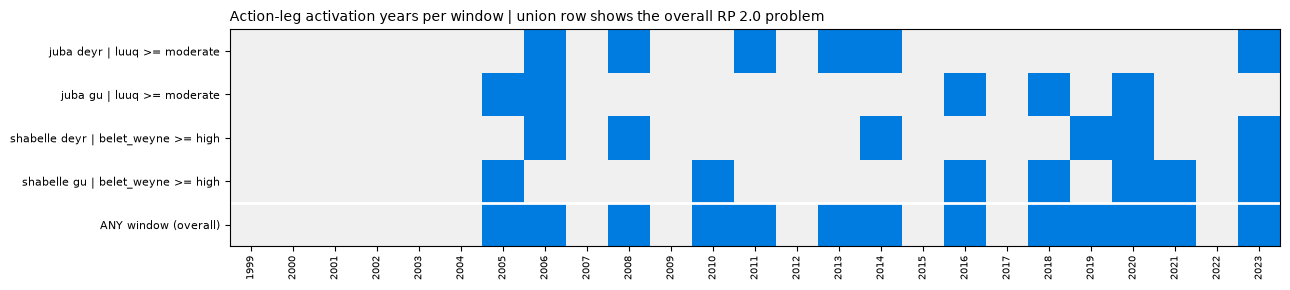 Action-leg activation years per window | union row shows the overall RP 2.0 problem
juba deyr | luuq >= moderate
juba gu | luuq >= moderate
shabelle deyr | belet_weyne >= high
shabelle gu | belet_weyne >= high
ANY window (overall)
1999 2000 2001 2002 2003 2004 2005 2006 2007 2008 2009 2010 2011 2012 2013 2014 2015 2016 2017 2018 2019 2020 2021 2022 2023